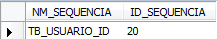 NM_SEQUENCIA ID_SEQUENCIA
TB_USUARIO_ID 20